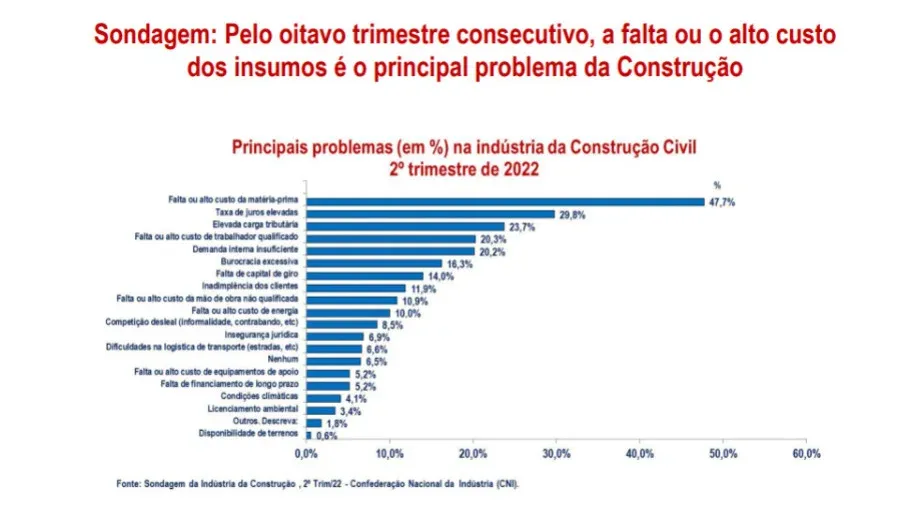 Sondagem: Pelo oitavo trimestre consecutivo, a falta ou o alto custo
dos insumos é o principal problema da Construção
Principais problemas (em %) na indústria da Construção Civil
2º trimestre de 2022
%
Falta ou alto custo da matéria-prima 47,7%
Taxa de juros elevadas 29,8%
Elevada carga tributária 23,7%
Falta ou alto custo de trabalhador qualificado 20,3%
Demanda interna insuficiente 20,2%
Burocracia excessiva 16,3%
Falta de capital de giro 14,0%
Inadimplência dos clientes 11,9%
Falta ou alto custo da mão de obra não qualificada 10,9%
Falta ou alto custo de energia 10,0%
Competição desleal (informalidade, contrabando, etc) 8,5%
Insegurança jurídica 6,9%
Dificuldades na logística de transporte (estradas, etc) 6,6%
Nenhum 6,5%
Falta ou alto custo de equipamentos de apoio 5,2%
Falta de financiamento de longo prazo 5,2%
Condições climáticas 4,1%
Licenciamento ambiental 3,4%
Outros. Descreva: 1,8%
Disponibilidade de terrenos 0,6%
0,0% 10,0% 20,0% 30,0% 40,0% 50,0% 60,0%
Fonte: Sondagem da Indústria da Construção , 2º Trim/22 - Confederação Nacional da Indústria (CNI).